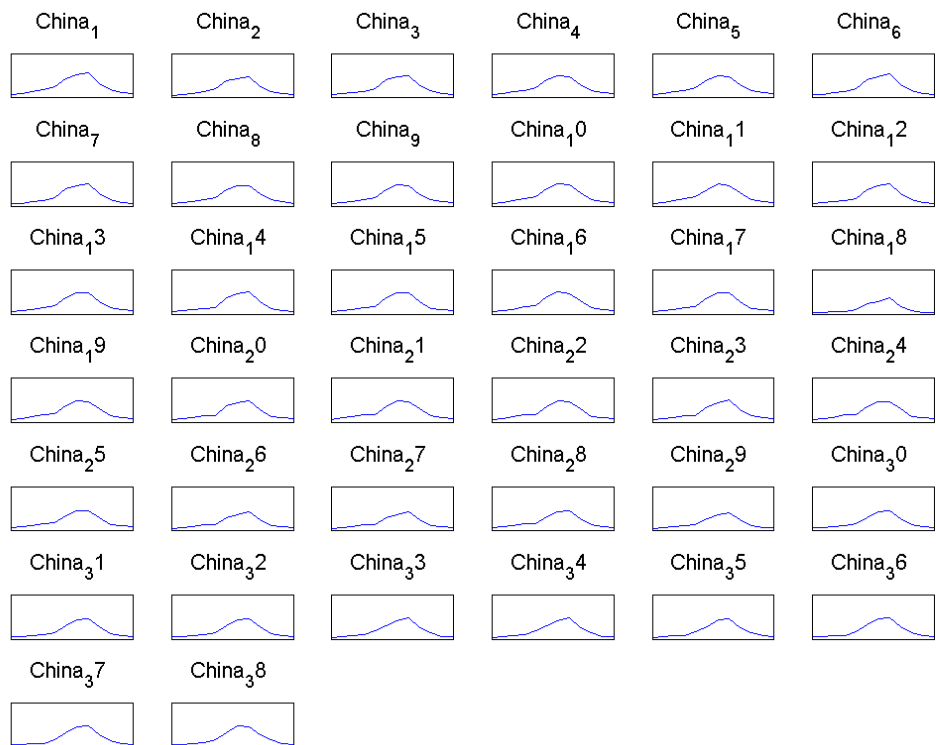 China₁ China₂ China₃ China₄ China₅ China₆
China₇ China₈ China₉ China₁0 China₁1 China₁2
China₁3 China₁4 China₁5 China₁6 China₁7 China₁8
China₁9 China₂0 China₂1 China₂2 China₂3 China₂4
China₂5 China₂6 China₂7 China₂8 China₂9 China₃0
China₃1 China₃2 China₃3 China₃4 China₃5 China₃6
China₃7 China₃8